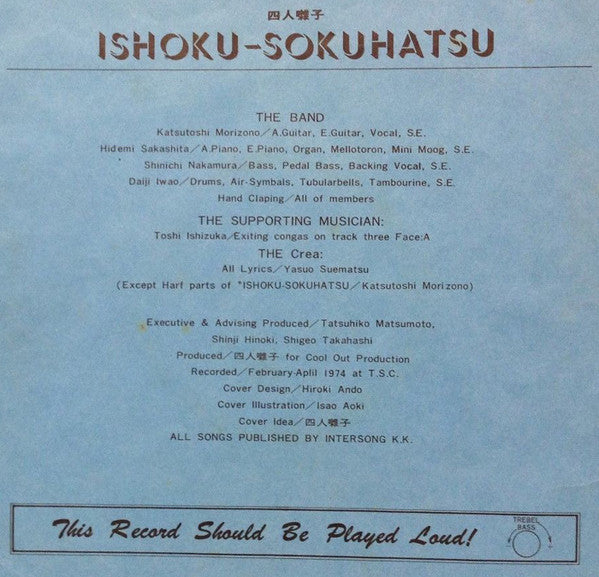 四人囃子
ISHOKU-SOKUHATSU
THE BAND
Katsutoshi Morizono/A.Guitar, E.Guitar, Vocal, S.E.
Hidemi Sakashita/A.Piano, E.Piano, Organ, Mellotoron, Mini Moog, S.E.
Shinichi Nakamura/Bass, Pedal Bass, Backing Vocal, S.E.
Daiji Iwao/Drums, Air-Symbals, Tubularbells, Tambourine, S.E.
Hand Claping/All of members
THE SUPPORTING MUSICIAN:
Toshi Ishizuka/Exiting congas on track three Face:A
THE Crea:
All Lyrics/Yasuo Suematsu
(Except Harf parts of "ISHOKU-SOKUHATSU/Katsutoshi Morizono)
Executive & Advising Produced/Tatsuhiko Matsumoto,
Shinji Hinoki, Shigeo Takahashi
Produced/四人囃子 for Cool Out Production
Recorded/February-Aplil 1974 at T.S.C.
Cover Design/Hiroki Ando
Cover Illustration/Isao Aoki
Cover Idea/四人囃子
ALL SONGS PUBLISHED BY INTERSONG K.K.
This Record Should Be Played Loud!
TREBEL
BASS